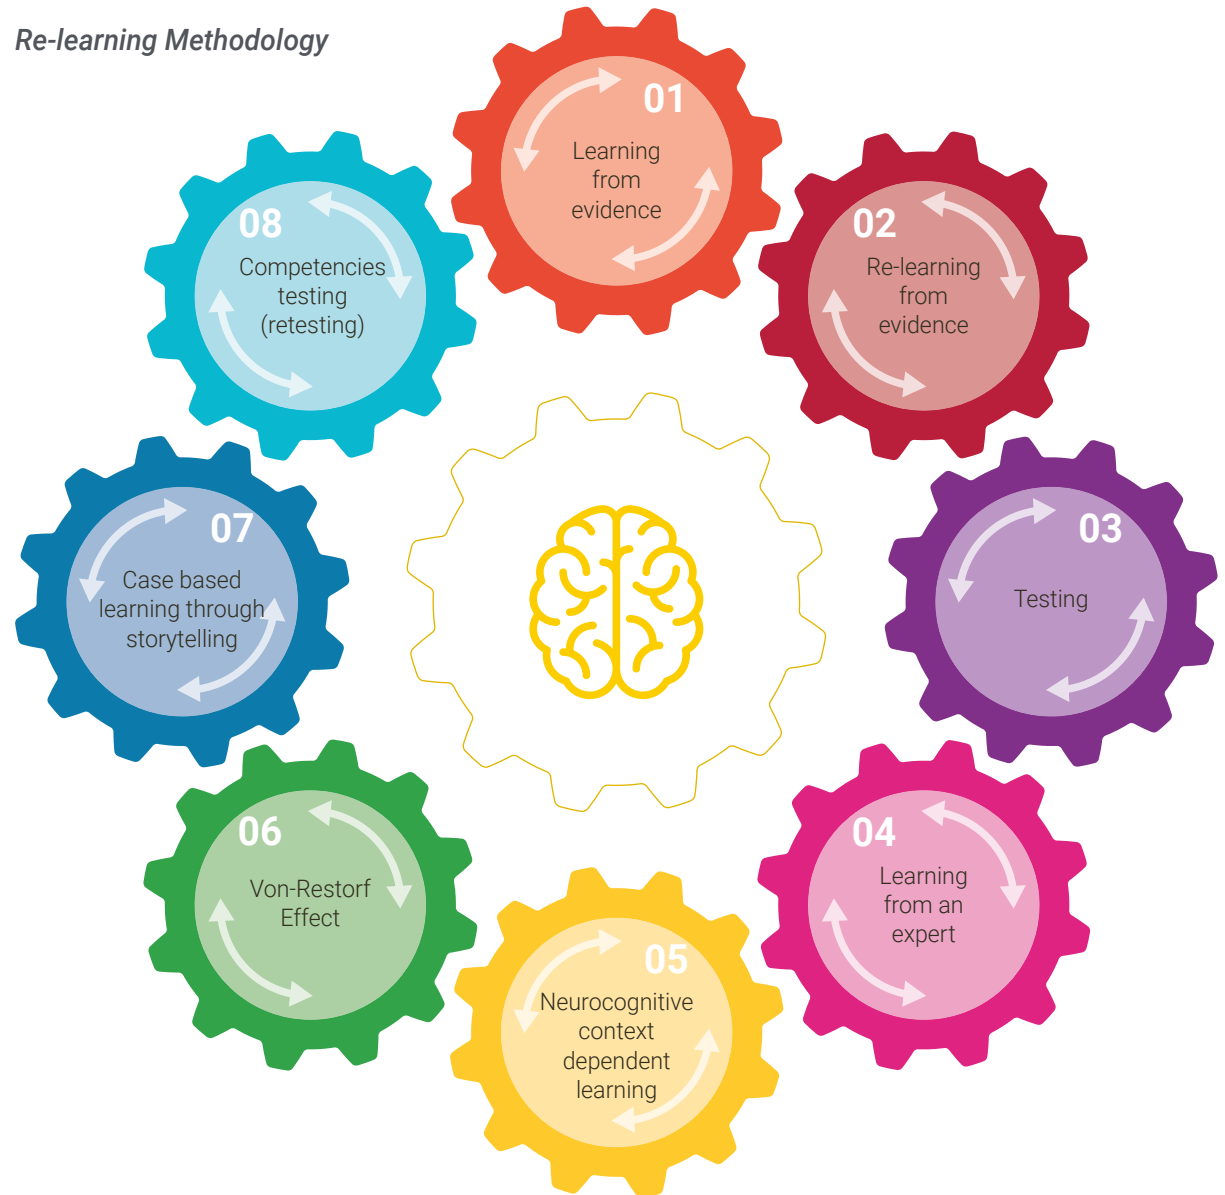 Re-learning Methodology
01
Learning
from
evidence
02
Re-learning
from
evidence
03
Testing
04
Learning
from an
expert
05
Neurocognitive
context
dependent
learning
06
Von-Restorf
Effect
07
Case based
learning through
storytelling
08
Competencies
testing
(retesting)